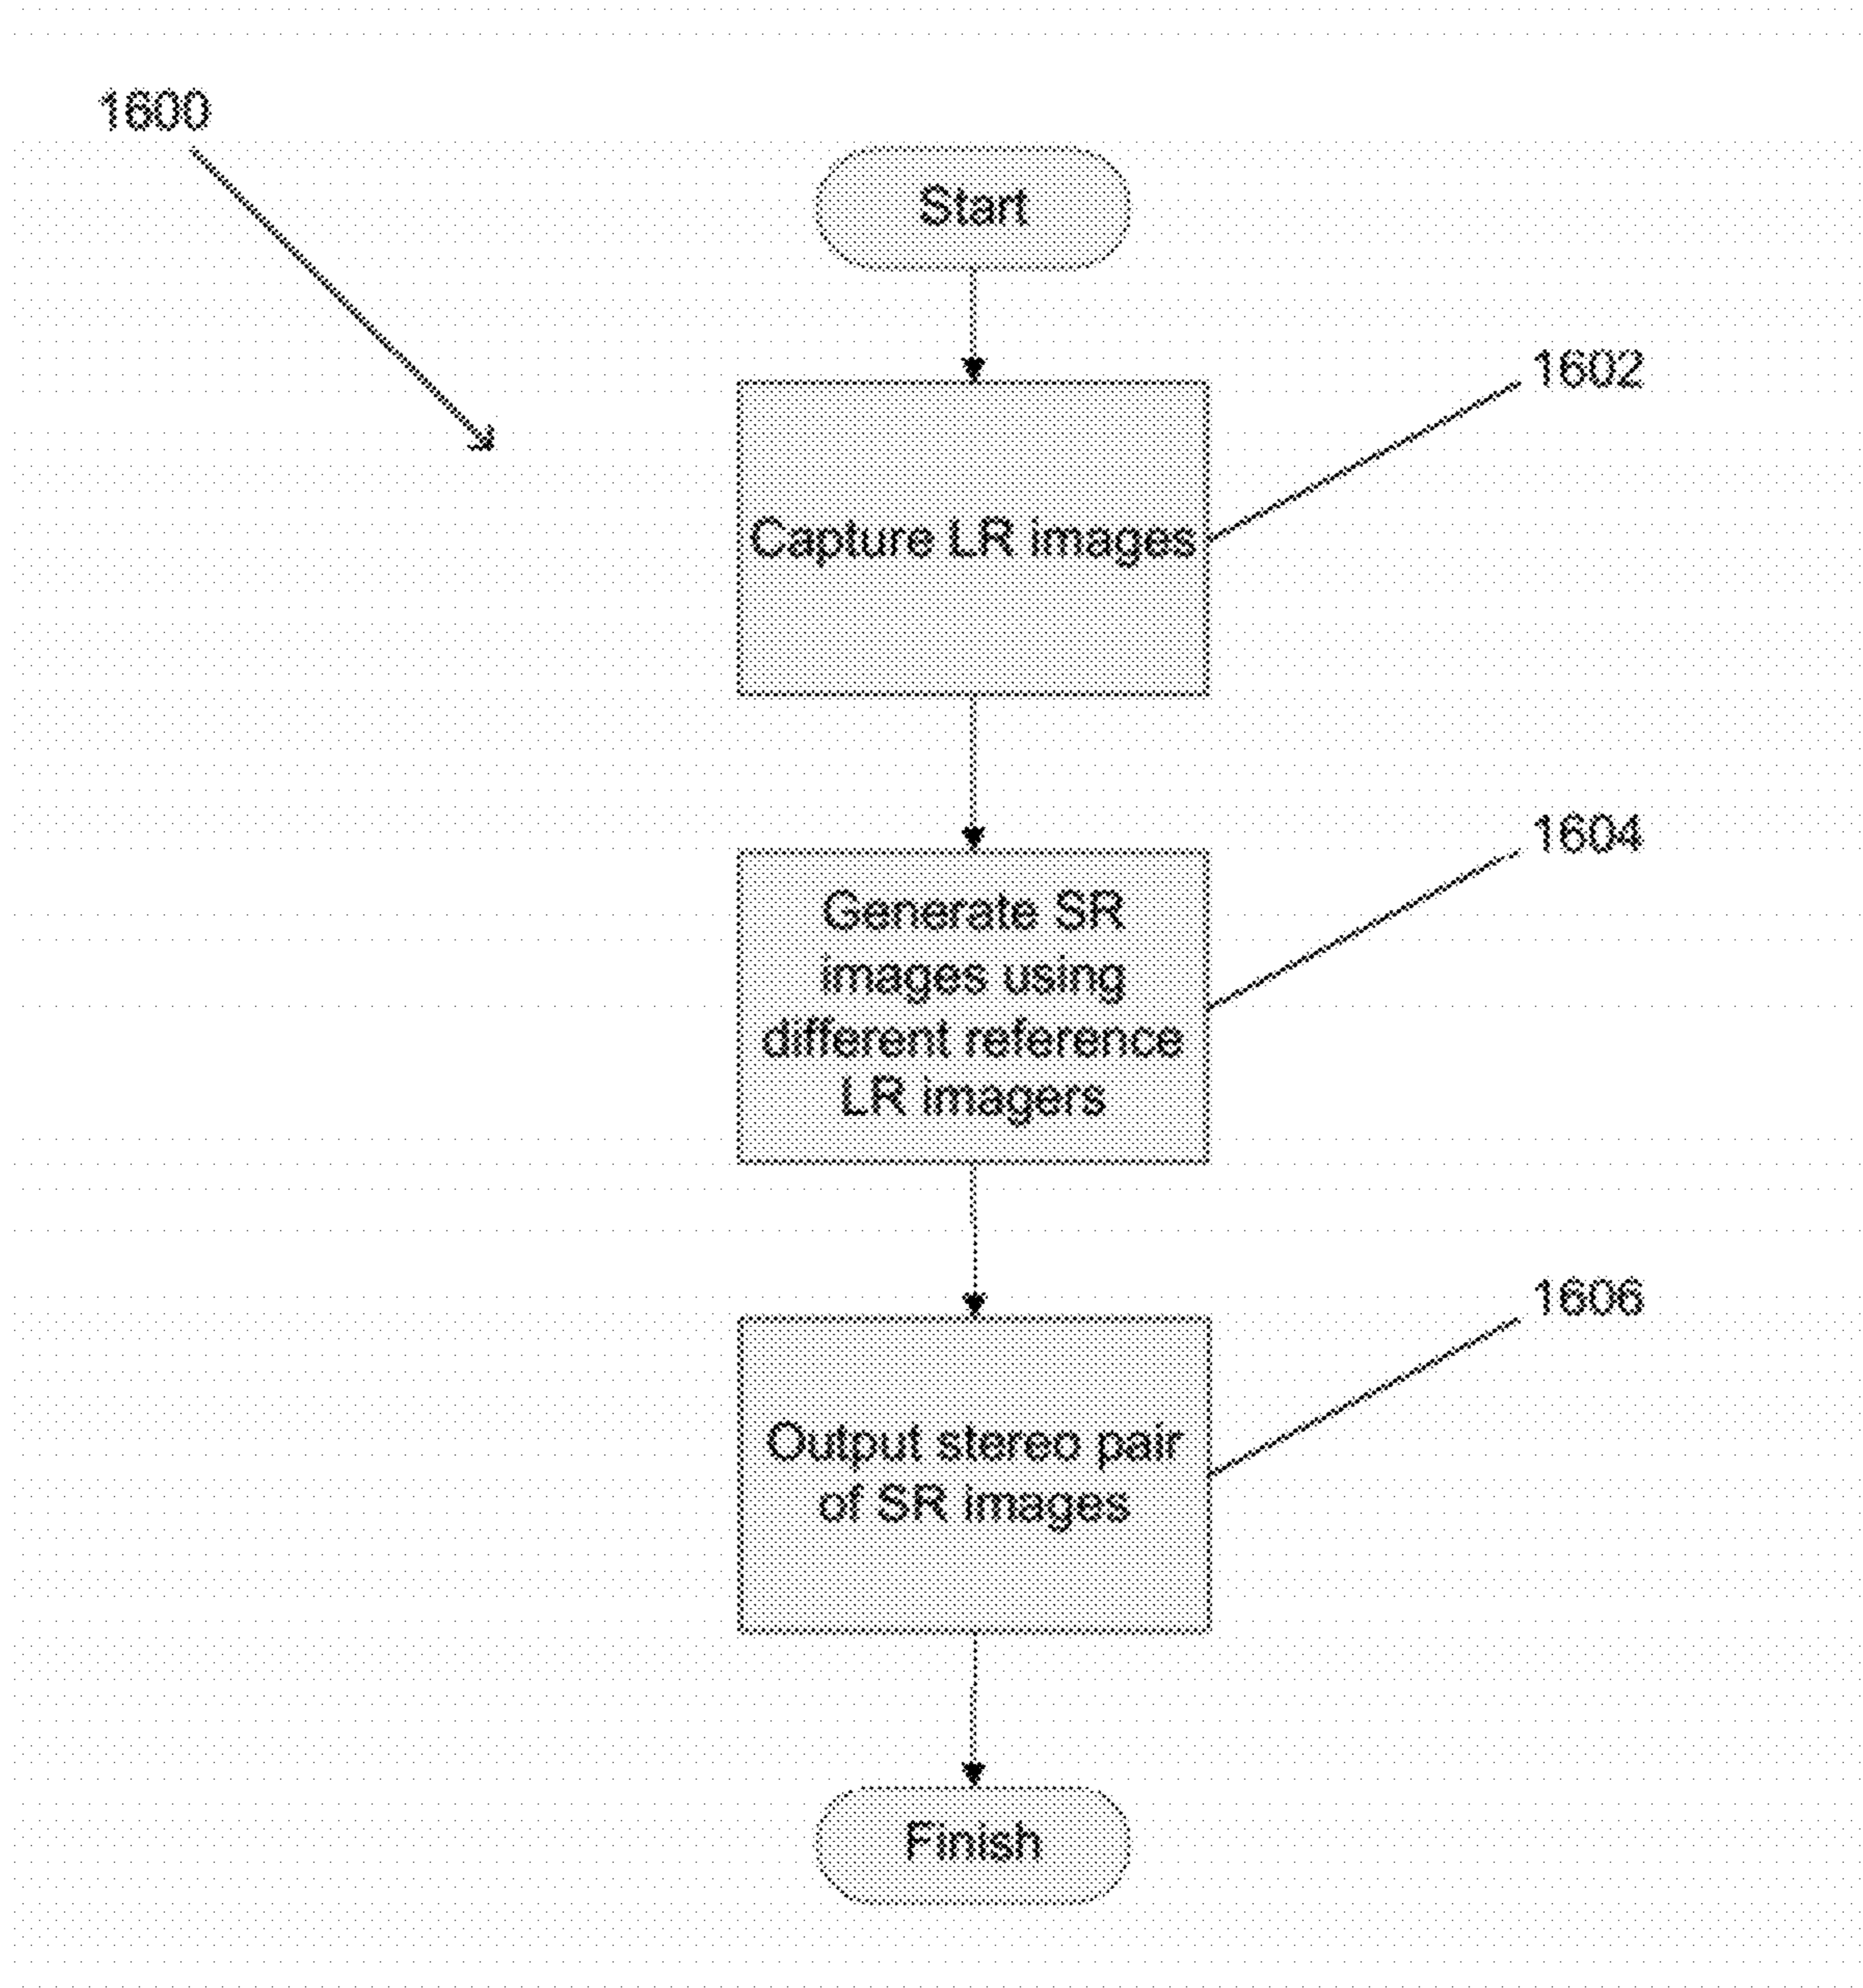 1600
Start
1602
Capture LR images
1604
Generate SR
images using
different reference
LR imagers
1606
Output stereo pair
of SR images
Finish